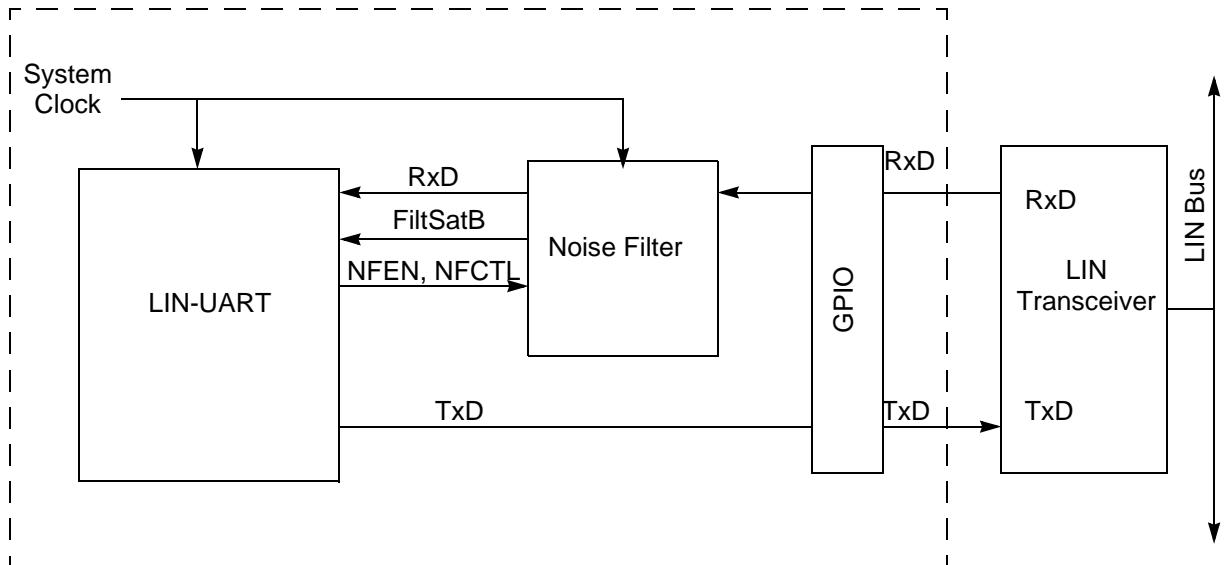 System
Clock
RxD
FiltSatB
NFEN, NFCTL
LIN-UART
Noise Filter
TxD
GPIO
RxD
TxD
RxD
LIN
Transceiver
TxD
LIN Bus